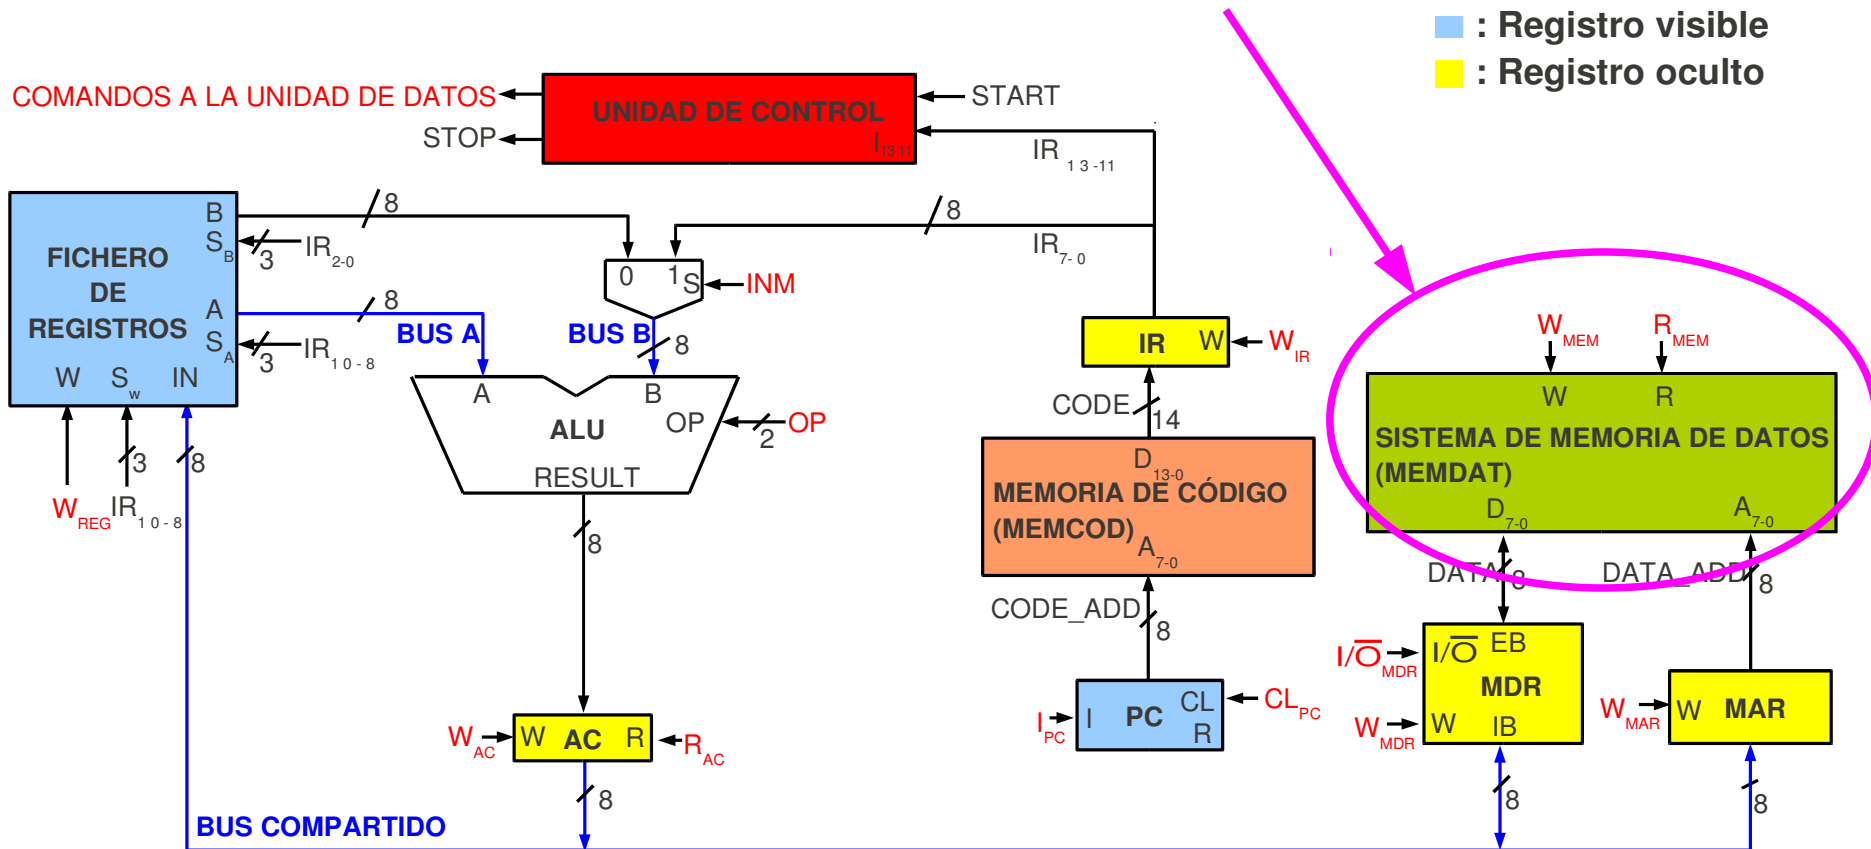 : Registro visible
: Registro oculto
COMANDOS A LA UNIDAD DE DATOS
STOP
UNIDAD DE CONTROL
I13-11
START
IR 13-11
8
IR7-0
B
SB
3
IR2-0
8
FICHERO
DE
REGISTROS
A
SA
3
IR10-8
8
BUS A
W
Sw
IN
WREG
3
IR10-8
8
0
1
S
INM
BUS B
8
A
B
ALU
OP
2
OP
RESULT
8
WAC
W
AC
R
RAC
8
BUS COMPARTIDO
IR
W
WIR
CODE
14
D13-0
MEMORIA DE CÓDIGO
(MEMCOD)
A7-0
CODE_ADD
8
IPC
I
PC
CL
R
CLPC
WMEM
RMEM
W
R
SISTEMA DE MEMORIA DE DATOS
(MEMDAT)
D7-0
A7-0
DATA
8
DATA_ADD
8
I/O̅MDR
I/O̅
EB
MDR
WMDR
W
IB
8
WMAR
W
MAR
8